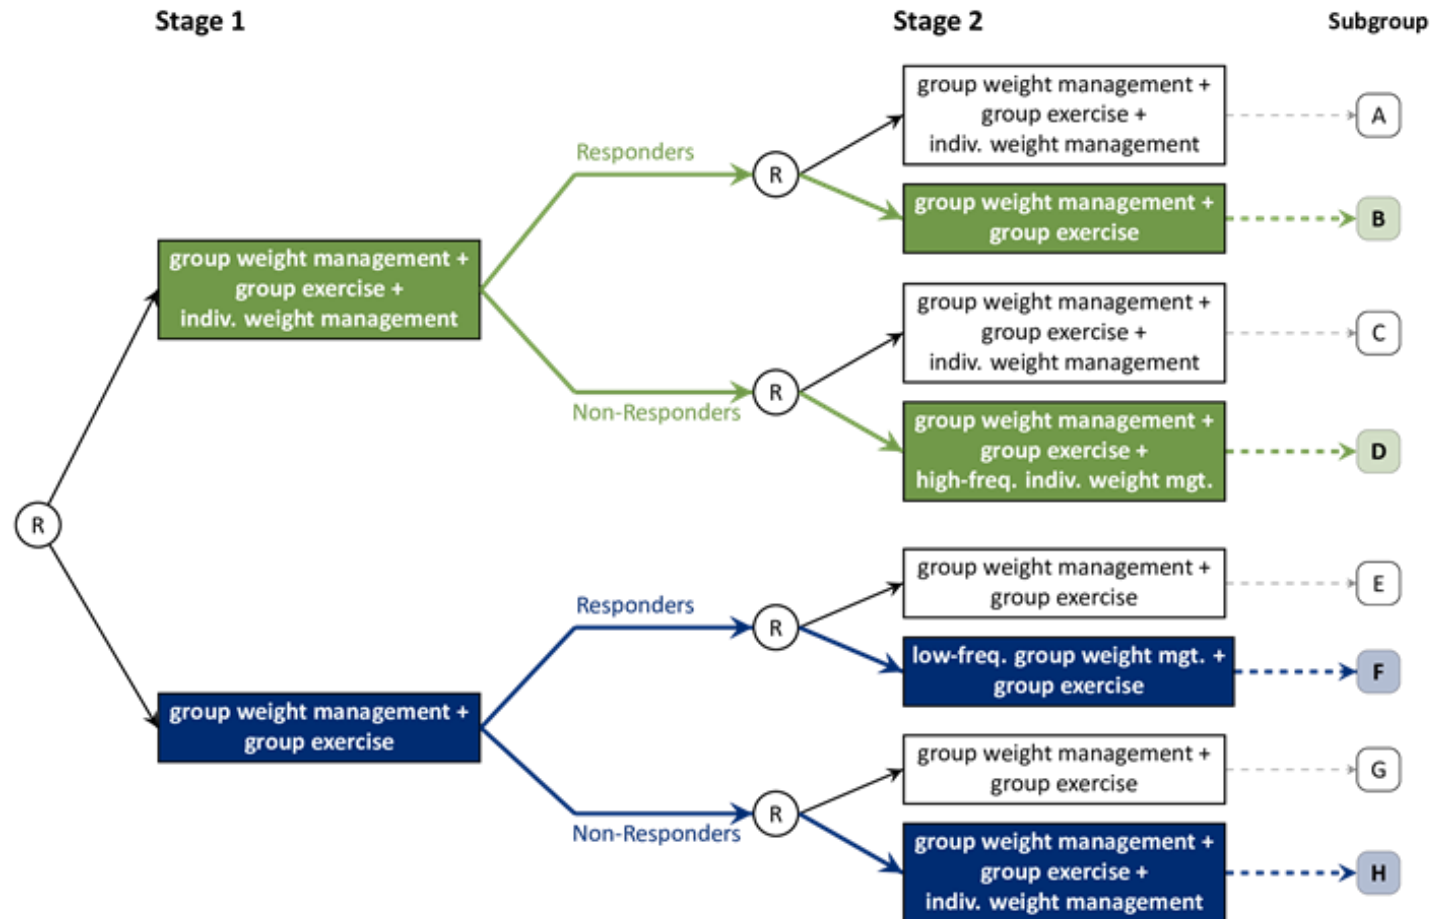 Stage 1
Stage 2
Subgroup
group weight management +
group exercise +
indiv. weight management
A
Responders
R
group weight management +
group exercise
B
group weight management +
group exercise +
indiv. weight management
group weight management +
group exercise +
indiv. weight management
C
R
Non-Responders
group weight management +
group exercise +
high-freq. indiv. weight mgt.
D
R
group weight management +
group exercise
E
Responders
R
low-freq. group weight mgt. +
group exercise
F
group weight management +
group exercise
group weight management +
group exercise
G
R
Non-Responders
group weight management +
group exercise +
indiv. weight management
H